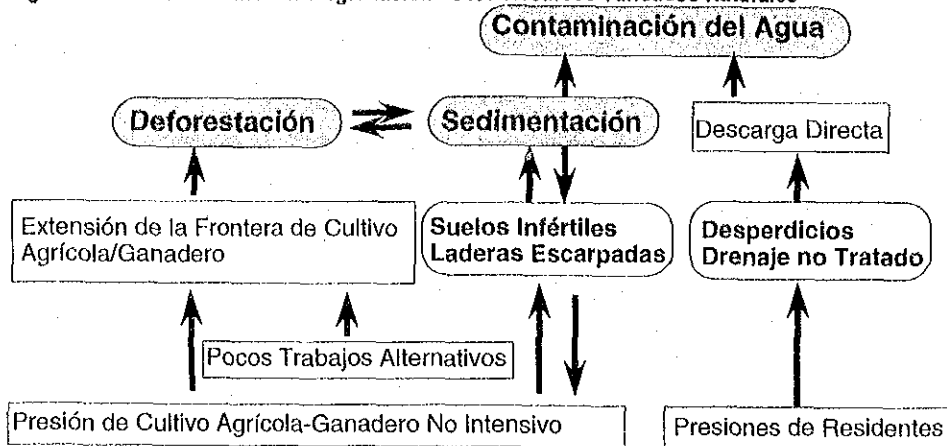 Contaminación del Agua
Deforestación
Sedimentación
Descarga Directa
Extensión de la Frontera de Cultivo
Agrícola/Ganadero
Suelos Infértiles
Laderas Escarpadas
Desperdicios
Drenaje no Tratado
Pocos Trabajos Alternativos
Presión de Cultivo Agrícola-Ganadero No Intensivo
Presiones de Residentes